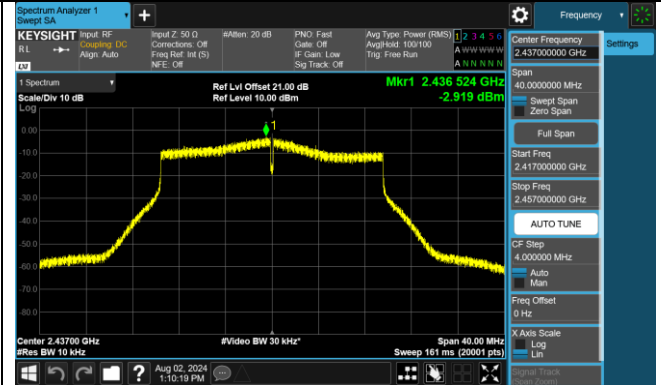 Spectrum Analyzer 1
Swept SA
+
Frequency
KEYSIGHT
RL
LXI
Input: RF
Coupling: DC
Align: Auto
Input Z: 50 Ω
Corrections: Off
Freq Ref: Int (S)
NFE: Off
#Atten: 20 dB
PNO: Fast
Gate: Off
IF Gain: Low
Sig Track: Off
Avg Type: Power (RMS)
Avg|Hold: 100/100
Trig: Free Run
1 2 3 4 5 6
A W W W W W
A N N N N N
1 Spectrum
Scale/Div 10 dB
Log
Ref Lvl Offset 21.00 dB
Ref Level 10.00 dBm
Mkr1 2.436 524 GHz
-2.919 dBm
1
0.00
-10.0
-20.0
-30.0
-40.0
-50.0
-60.0
-70.0
-80.0
Center 2.43700 GHz
#Res BW 10 kHz
#Video BW 30 kHz*
Span 40.00 MHz
Sweep 161 ms (20001 pts)
Center Frequency
2.437000000 GHz
Settings
Span
40.0000000 MHz
Swept Span
Zero Span
Full Span
Start Freq
2.417000000 GHz
Stop Freq
2.457000000 GHz
AUTO TUNE
CF Step
4.000000 MHz
Auto
Man
Freq Offset
0 Hz
X Axis Scale
Log
Lin
Signal Track
(Span Zoom)
?
Aug 02, 2024
1:10:19 PM